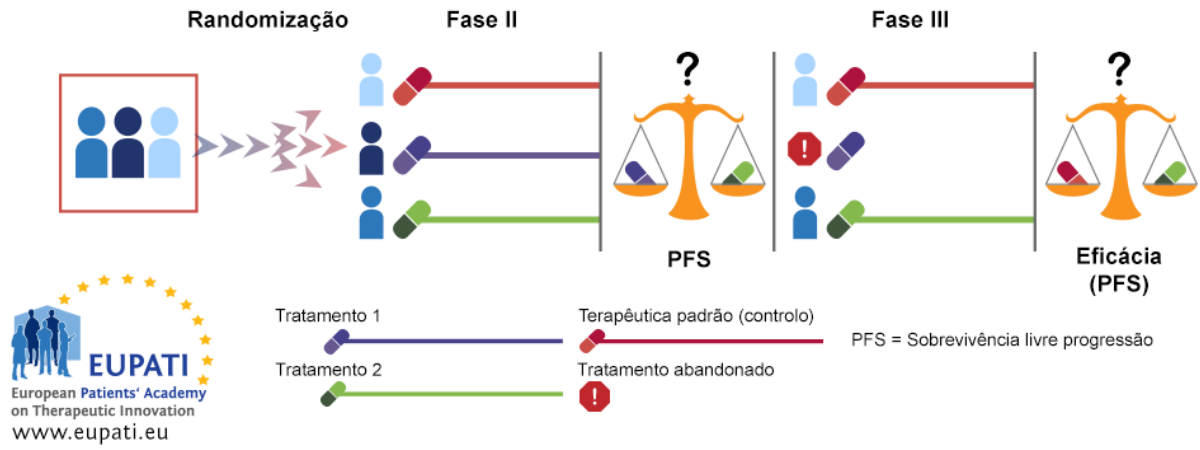 Randomização
Fase II
Fase III
?
?
!
PFS
Eficácia
(PFS)
Tratamento 1
Terapêutica padrão (controlo)
PFS = Sobrevivência livre progressão
Tratamento 2
Tratamento abandonado
!
EUPATI
European Patients' Academy
on Therapeutic Innovation
www.eupati.eu